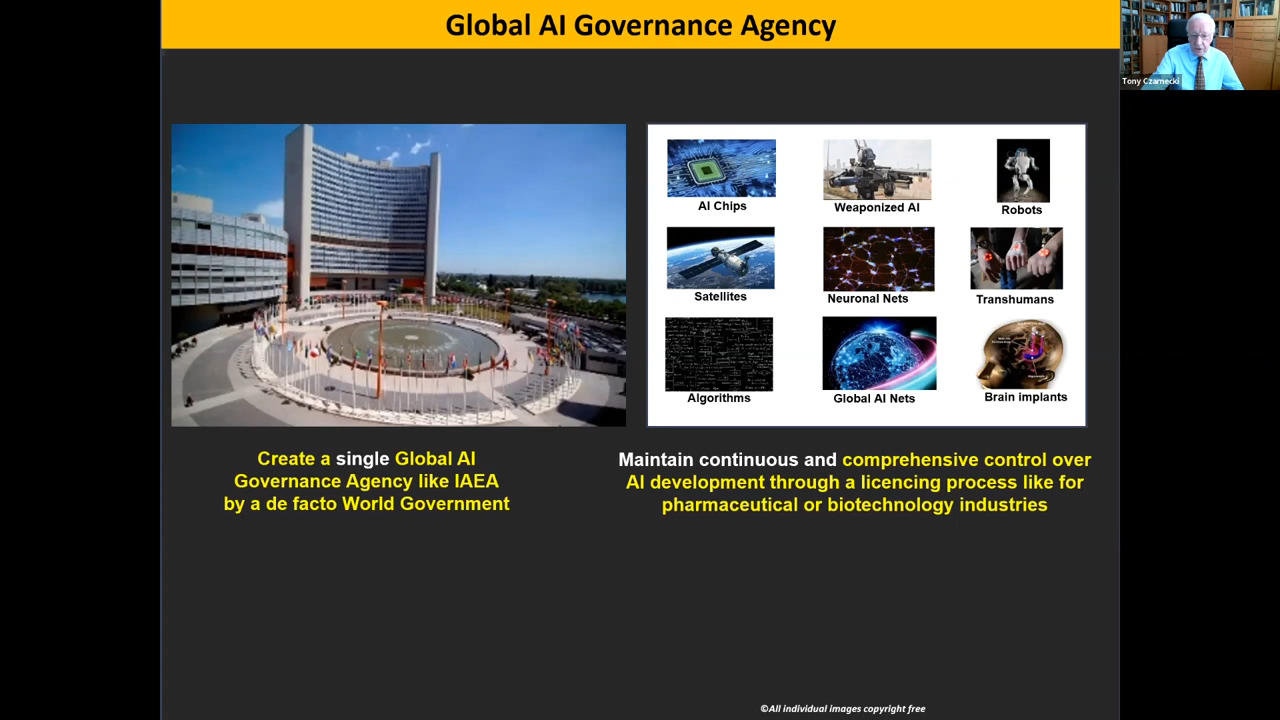 Global AI Governance Agency
Tony Czarnecki
AI Chips
Weaponized AI
Robots
Satellites
Neuronal Nets
Transhumans
Algorithms
Global AI Nets
Brain implants
Create a single Global AI
Governance Agency like IAEA
by a de facto World Government
Maintain continuous and comprehensive control over
AI development through a licencing process like for
pharmaceutical or biotechnology industries
©All individual images copyright free